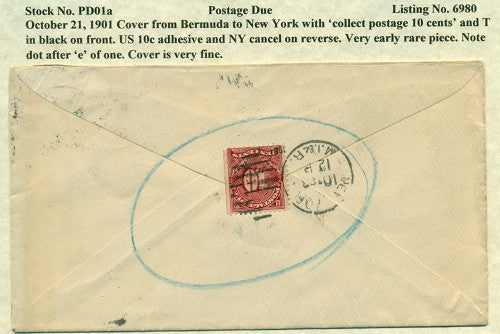 Stock No. PD01a Postage Due Listing No. 6980
October 21, 1901 Cover from Bermuda to New York with ‘collect postage 10 cents’ and T
in black on front. US 10c adhesive and NY cancel on reverse. Very early rare piece. Note
dot after ‘e’ of one. Cover is very fine.
10